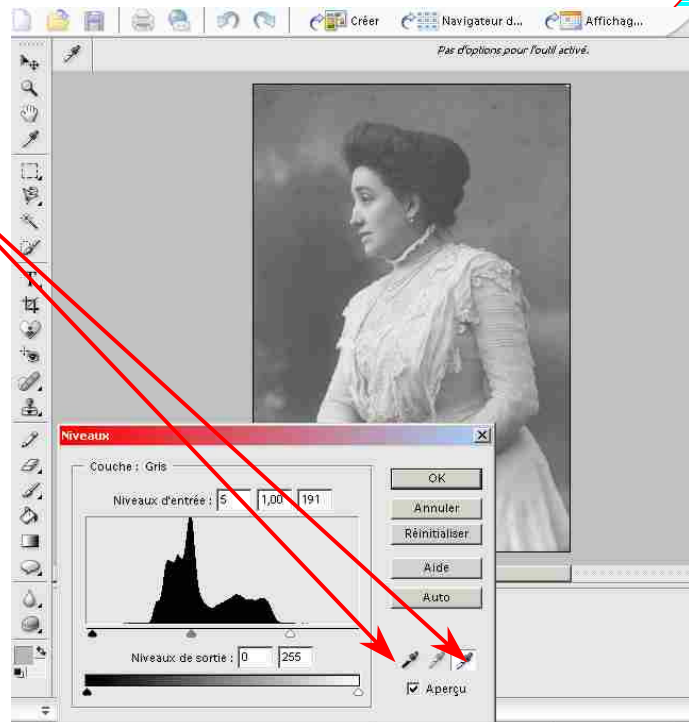 Créer Navigateur d... Affichag...
Pas d'options pour l'outil activé.
T
Niveaux
Couche : Gris
OK
Niveaux d'entrée : 5 1,00 191
Annuler
Réinitialiser
Aide
Auto
Niveaux de sortie : 0 255
Aperçu